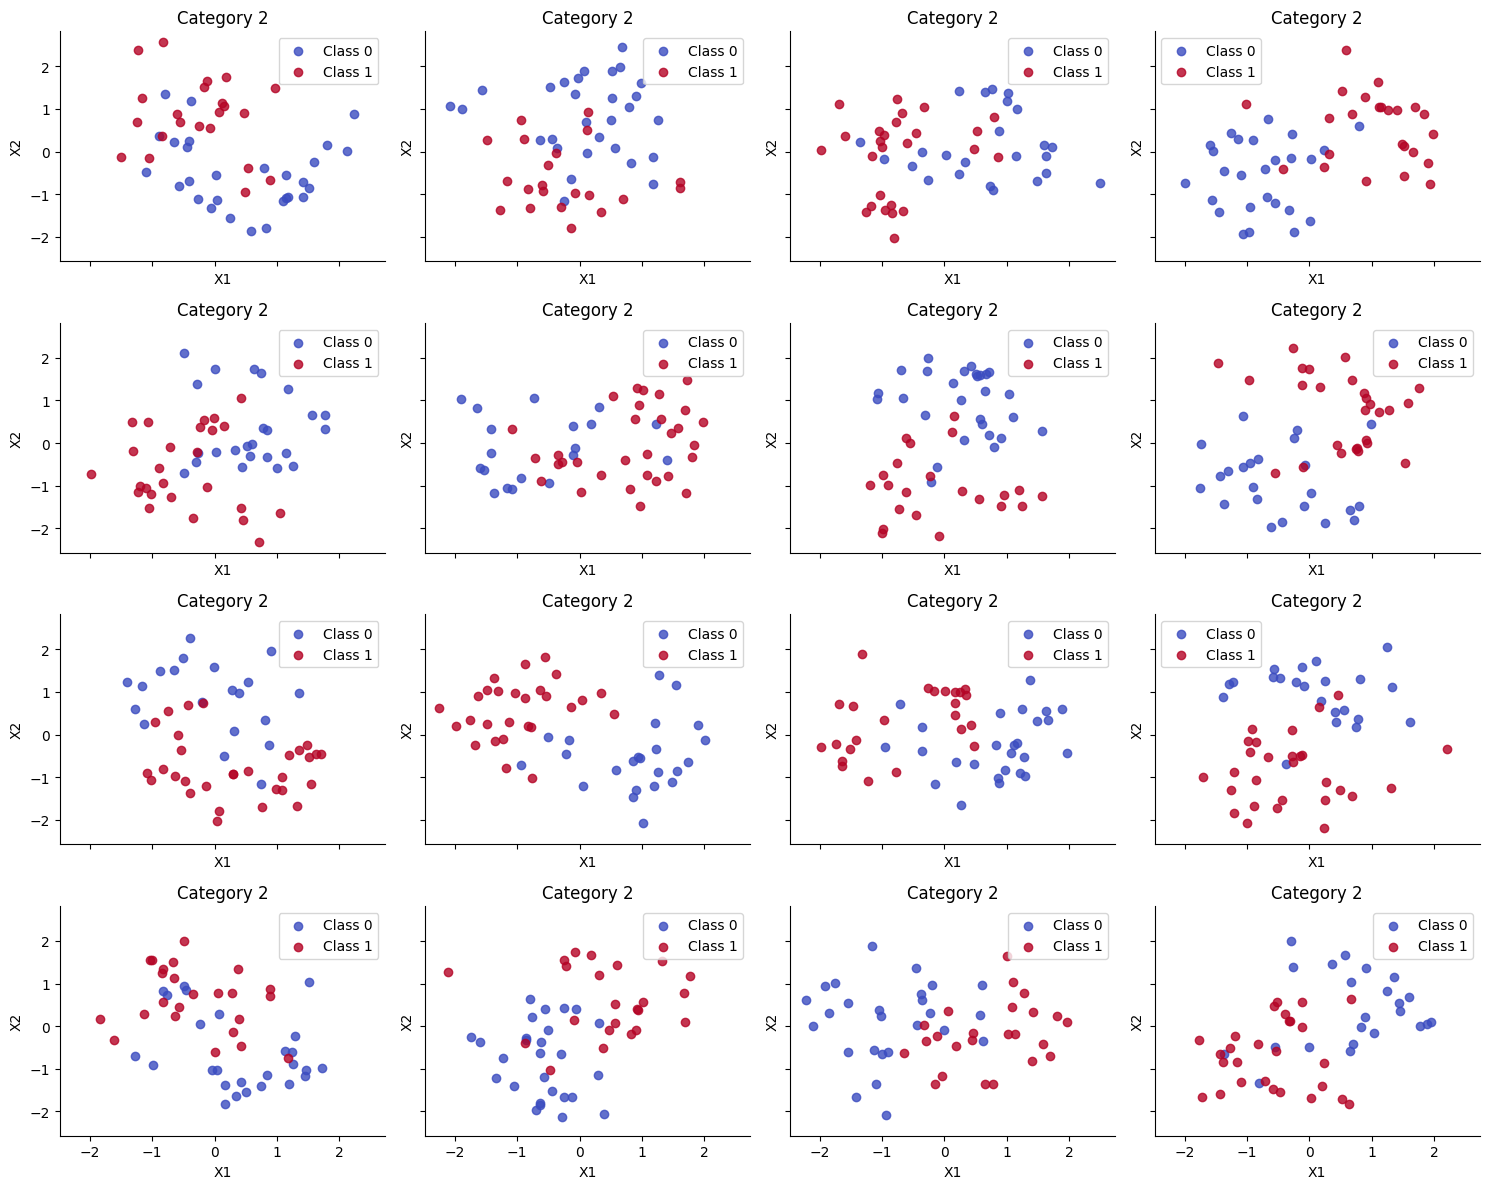 Category 2 Category 2 Category 2 Category 2
2 Class 0 Class 0 Class 0 Class 0
1 Class 1 Class 1 Class 1 Class 1
X2 0 X2 X2 X2
−1
−2
X1 X1 X1 X1
Category 2 Category 2 Category 2 Category 2
2 Class 0 Class 0 Class 0 Class 0
1 Class 1 Class 1 Class 1 Class 1
X2 0 X2 X2 X2
−1
−2
X1 X1 X1 X1
Category 2 Category 2 Category 2 Category 2
2 Class 0 Class 0 Class 0 Class 0
1 Class 1 Class 1 Class 1 Class 1
X2 0 X2 X2 X2
−1
−2
X1 X1 X1 X1
Category 2 Category 2 Category 2 Category 2
2 Class 0 Class 0 Class 0 Class 0
1 Class 1 Class 1 Class 1 Class 1
X2 0 X2 X2 X2
−1
−2
−2 −1 0 1 2 −2 −1 0 1 2 −2 −1 0 1 2 −2 −1 0 1 2
X1 X1 X1 X1